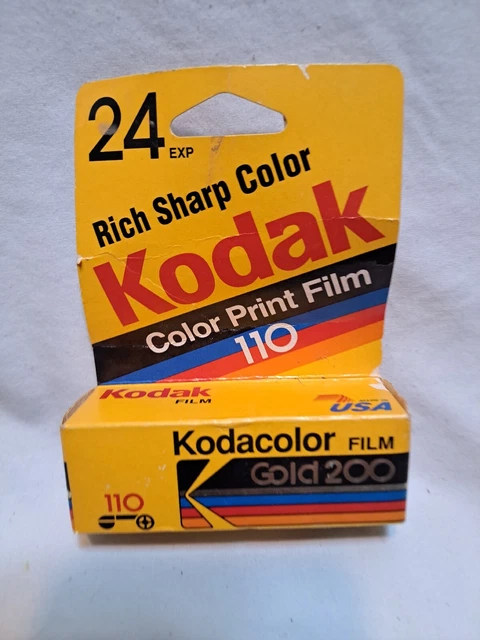 24 EXP
Rich Sharp Color
Kodak
Color Print Film
110
Kodak
FILM
USA
Kodacolor FILM
Gold 200
110